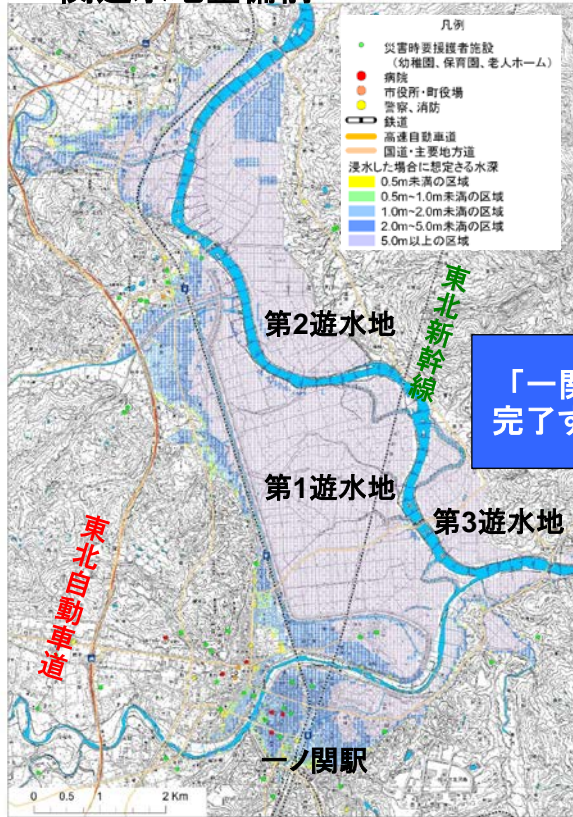 凡例
災害時要援護者施設
(幼稚園、保育園、老人ホーム)
病院
市役所・町役場
警察、消防
鉄道
高速自動車道
国道・主要地方道
浸水した場合に想定さる水深
0.5m未満の区域
0.5m~1.0m未満の区域
1.0m~2.0m未満の区域
2.0m~5.0m未満の区域
5.0m以上の区域
東北新幹線
第2遊水地
「一関
完了す
第1遊水地
第3遊水地
東北自動車道
一ノ関駅
0 0.5 1 2 Km